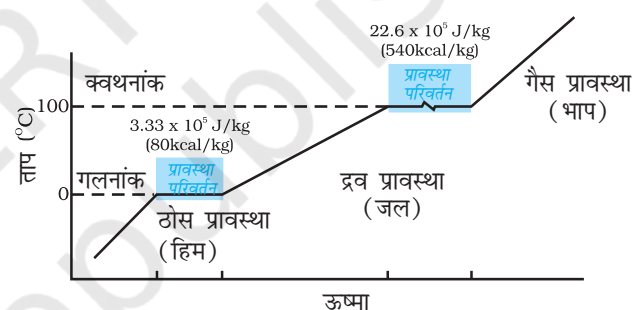 22.6 x 10⁵ J/kg
(540kcal/kg)
क्वथनांक
प्रावस्था
परिवर्तन
गैस प्रावस्था
(भाप)
100
3.33 x 10⁵ J/kg
(80kcal/kg)
ताप (°C)
गलनांक
प्रावस्था
परिवर्तन
द्रव प्रावस्था
(जल)
0
ठोस प्रावस्था
(हिम)
ऊष्मा